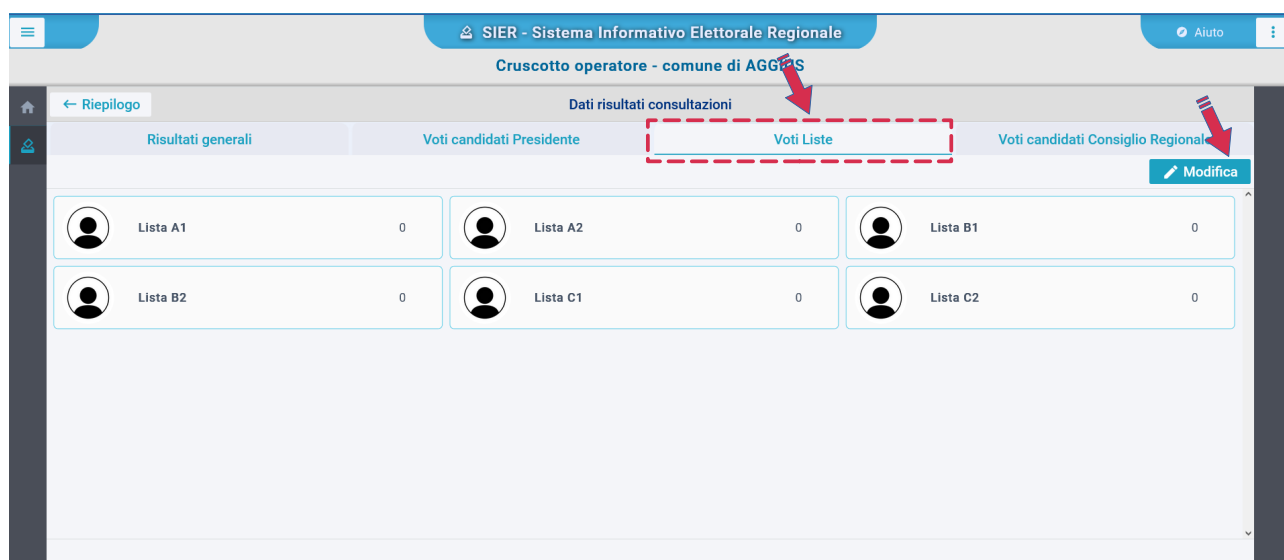 SIER - Sistema Informativo Elettorale Regionale
Aiuto
Cruscotto operatore - comune di
← Riepilogo
Dati risultati consultazioni
Risultati generali
Voti candidati Presidente
Voti Liste
Voti candidati Consiglio Regionale
Modifica
Lista A1 0
Lista A2 0
Lista B1 0
Lista B2 0
Lista C1 0
Lista C2 0